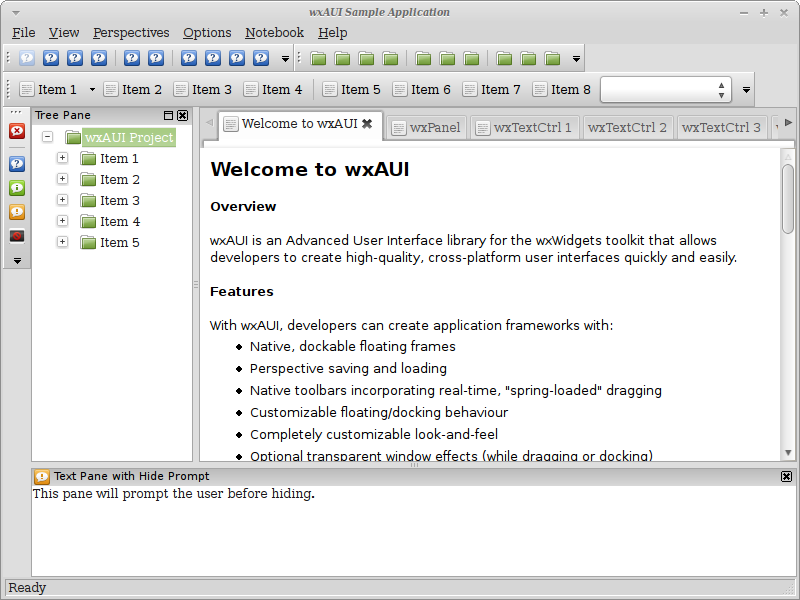 wxAUI Sample Application
File View Perspectives Options Notebook Help
Item 1 Item 2 Item 3 Item 4 Item 5 Item 6 Item 7 Item 8
Tree Pane
wxAUI Project
Item 1
Item 2
Item 3
Item 4
Item 5
Welcome to wxAUI wxPanel wxTextCtrl 1 wxTextCtrl 2 wxTextCtrl 3
Welcome to wxAUI
Overview
wxAUI is an Advanced User Interface library for the wxWidgets toolkit that allows
developers to create high-quality, cross-platform user interfaces quickly and easily.
Features
With wxAUI, developers can create application frameworks with:
Native, dockable floating frames
Perspective saving and loading
Native toolbars incorporating real-time, "spring-loaded" dragging
Customizable floating/docking behaviour
Completely customizable look-and-feel
Optional transparent window effects (while dragging or docking)
Text Pane with Hide Prompt
This pane will prompt the user before hiding.
Ready